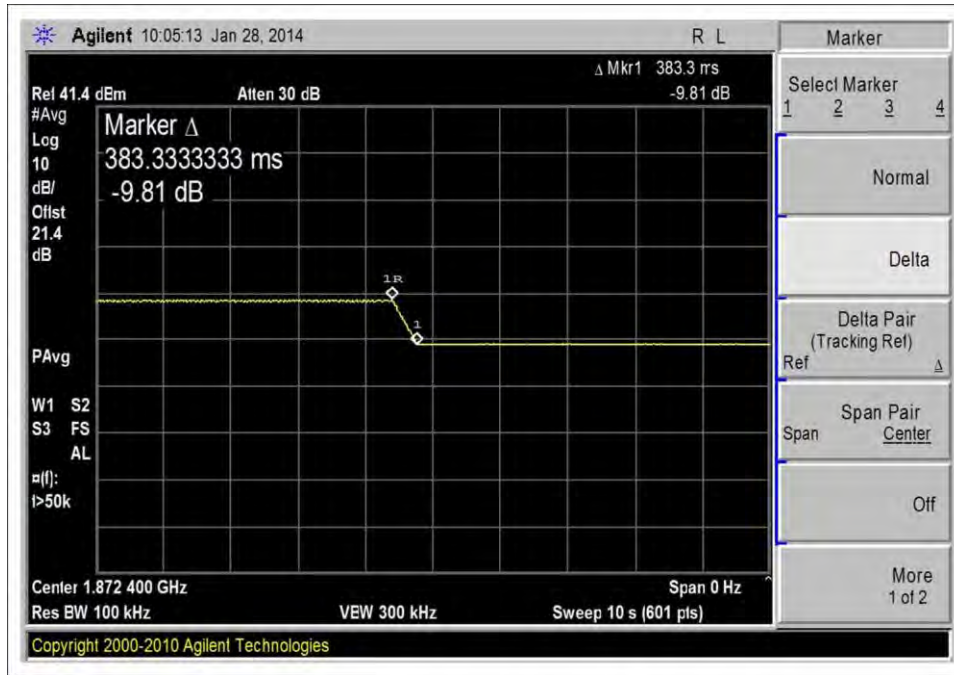 Agilent 10:05:13 Jan 28, 2014 R L
Marker
Δ Mkr1 383.3 ms
Ref 41.4 dBm Atten 30 dB -9.81 dB
#Avg
Log
10
dB/
Offst
21.4
dB
Marker Δ
383.3333333 ms
-9.81 dB
1R
1
PAvg
W1 S2
S3 FS
AL
¤(f):
f>50k
Center 1.872 400 GHz Span 0 Hz
Res BW 100 kHz VBW 300 kHz Sweep 10 s (601 pts)
Copyright 2000-2010 Agilent Technologies
Select Marker
1 2 3 4
Normal
Delta
Delta Pair
(Tracking Ref)
Ref Δ
Span Pair
Span Center
Off
More
1 of 2